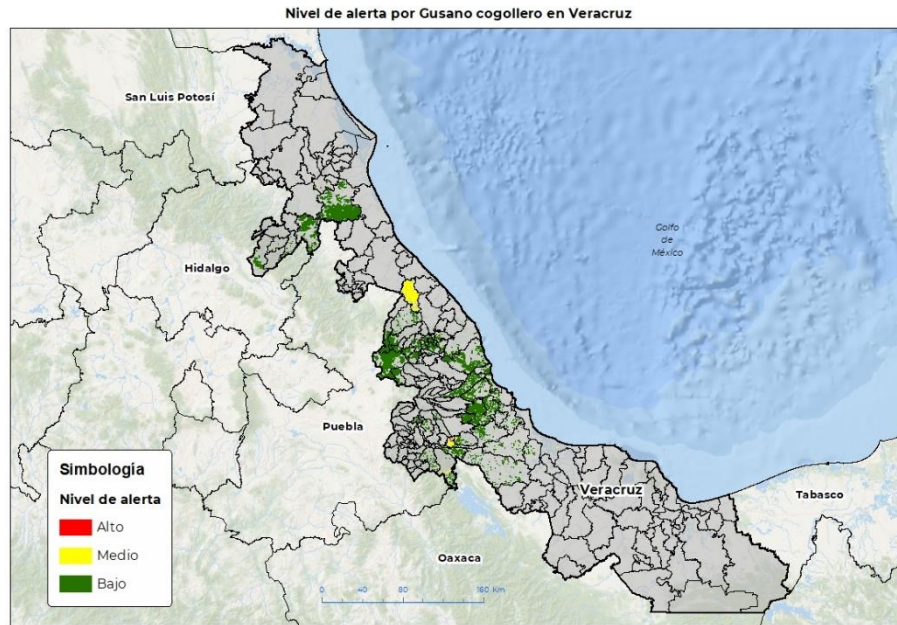 Nivel de alerta por Gusano cogollero en Veracruz
San Luis Potosí
Golfo
de
México
Hidalgo
Puebla
Veracruz
Tabasco
Oaxaca
Simbología
Nivel de alerta
Alto
Medio
Bajo
0 40 80 160 Km